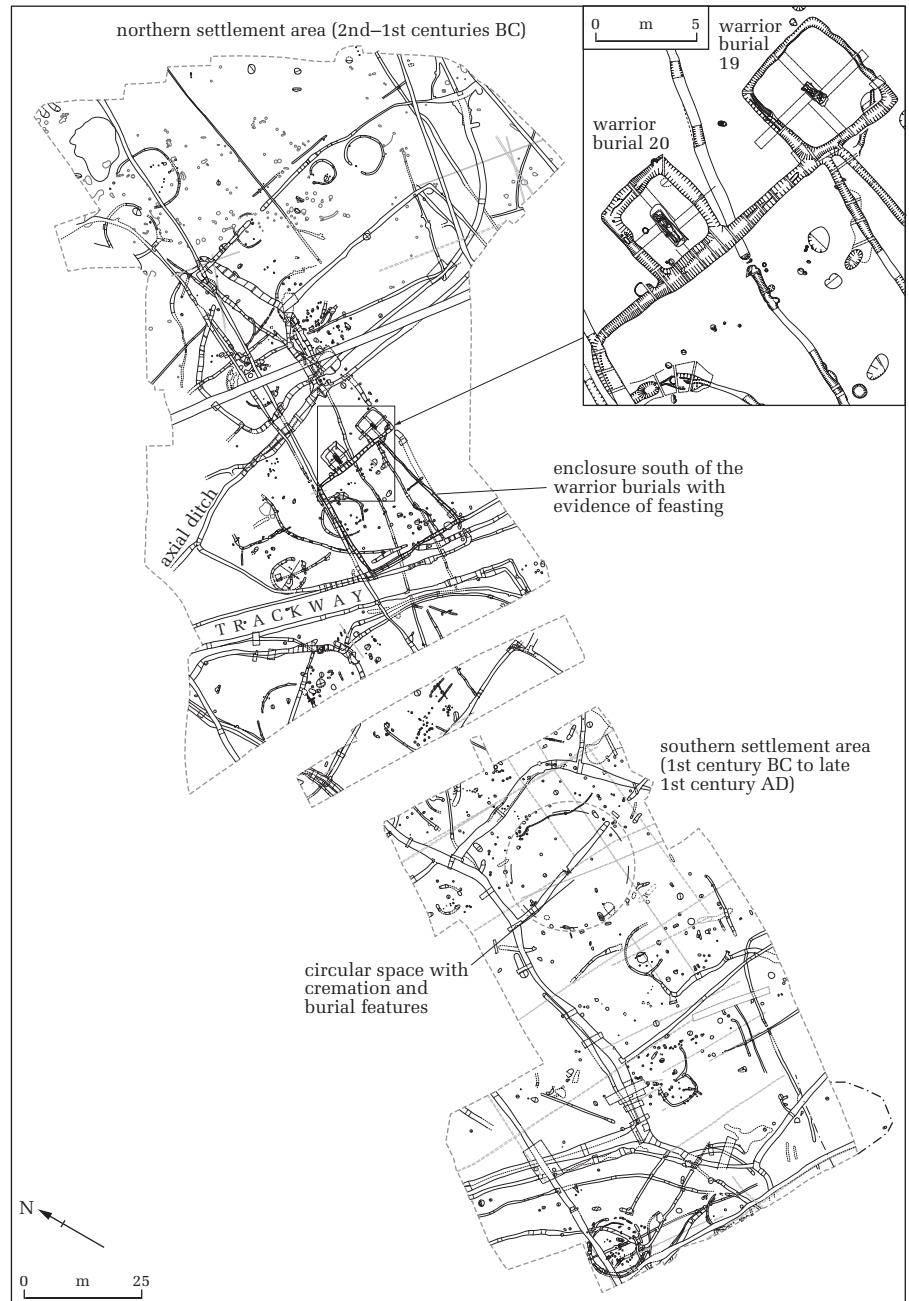 northern settlement area (2nd–1st centuries BC)
0 m 5
warrior
burial
19
warrior
burial 20
enclosure south of the
warrior burials with
evidence of feasting
axial ditch
TRACKWAY
southern settlement area
(1st century BC to late
1st century AD)
circular space with
cremation and
burial features
N
0 m 25